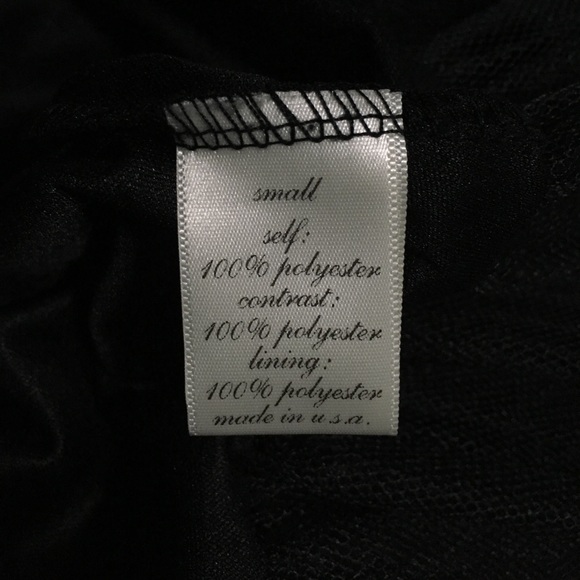 small
self:
100% polyester
contrast:
100% polyester
lining:
100% polyester
made in u.s.a.